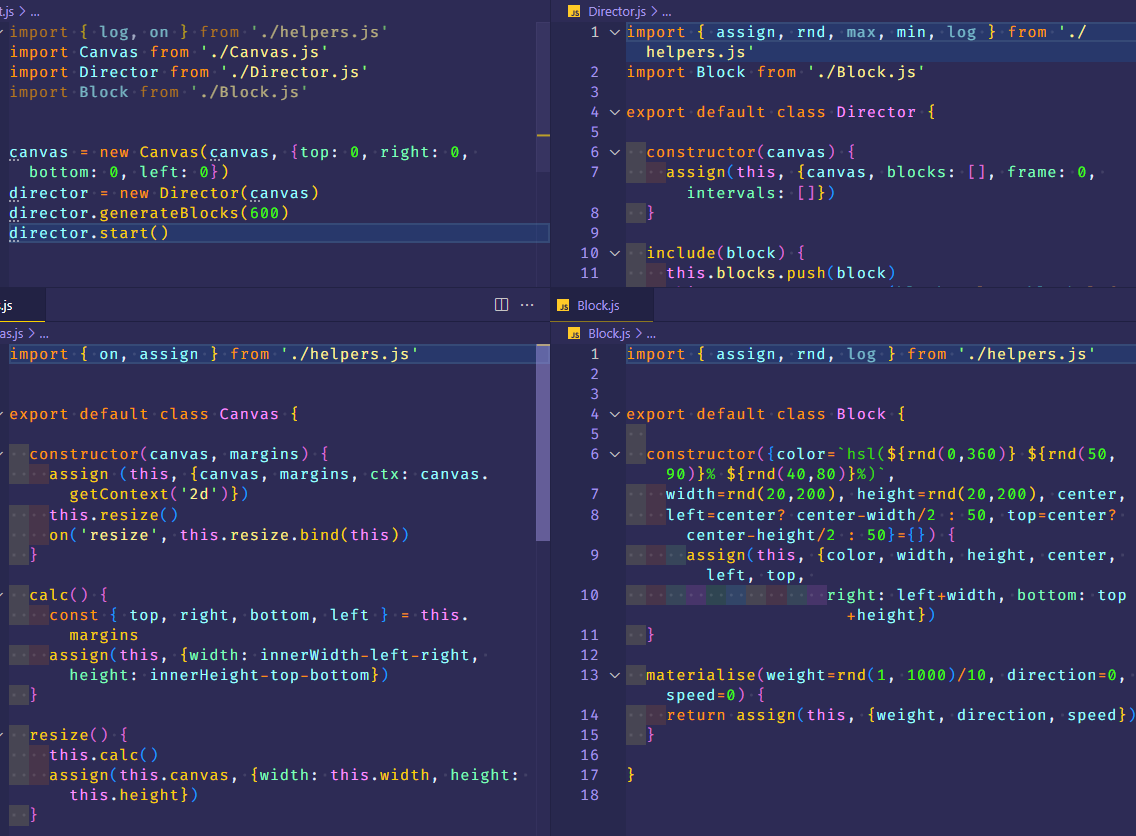 t.js > ...
import { log, on } from './helpers.js'
import Canvas from './Canvas.js'
import Director from './Director.js'
import Block from './Block.js'
canvas = new Canvas(canvas, {top: 0, right: 0,
bottom: 0, left: 0})
director = new Director(canvas)
director.generateBlocks(600)
director.start()
JS Director.js > ...
1 import { assign, rnd, max, min, log } from './
helpers.js'
2 import Block from './Block.js'
3
4 export default class Director {
5
6 constructor(canvas) {
7 assign(this, {canvas, blocks: [], frame: 0,
intervals: []})
8 }
9
10 include(block) {
11 this.blocks.push(block)
.js
as.js > ...
import { on, assign } from './helpers.js'
export default class Canvas {
constructor(canvas, margins) {
assign (this, {canvas, margins, ctx: canvas.
getContext('2d')})
this.resize()
on('resize', this.resize.bind(this))
}
calc() {
const { top, right, bottom, left } = this.
margins
assign(this, {width: innerWidth-left-right,
height: innerHeight-top-bottom})
}
resize() {
this.calc()
assign(this.canvas, {width: this.width, height:
this.height})
}
JS Block.js
JS Block.js > ...
1 import { assign, rnd, log } from './helpers.js'
2
3
4 export default class Block {
5
6 constructor({color=`hsl(${rnd(0,360)} ${rnd(50,
90)}% ${rnd(40,80)}%)`,
7 width=rnd(20,200), height=rnd(20,200), center,
8 left=center? center-width/2 : 50, top=center?
center-height/2 : 50}={}) {
9 assign(this, {color, width, height, center,
left, top,
10 right: left+width, bottom: top
+height})
11 }
12
13 materialise(weight=rnd(1, 1000)/10, direction=0,
speed=0) {
14 return assign(this, {weight, direction, speed})
15 }
16
17 }
18